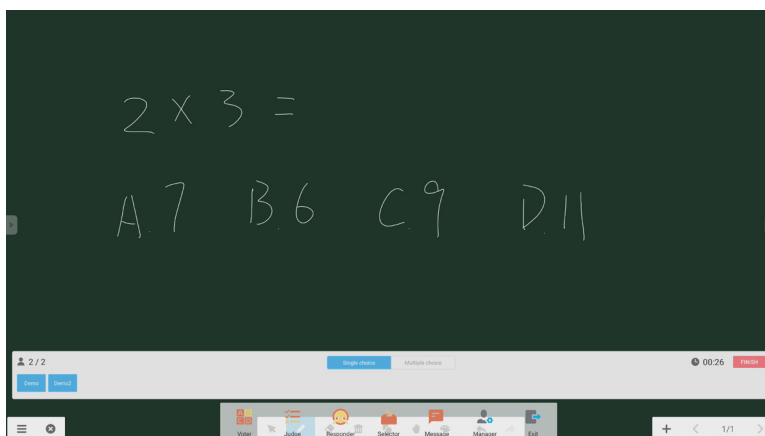 2 × 3 =
A. 7 B. 6 C. 9 D. 11
2 / 2
Single choice Multiple choice
00:26 FINISH
Demo Demo2
Voter Judge Responder Selector Message Manager Exit
1/1